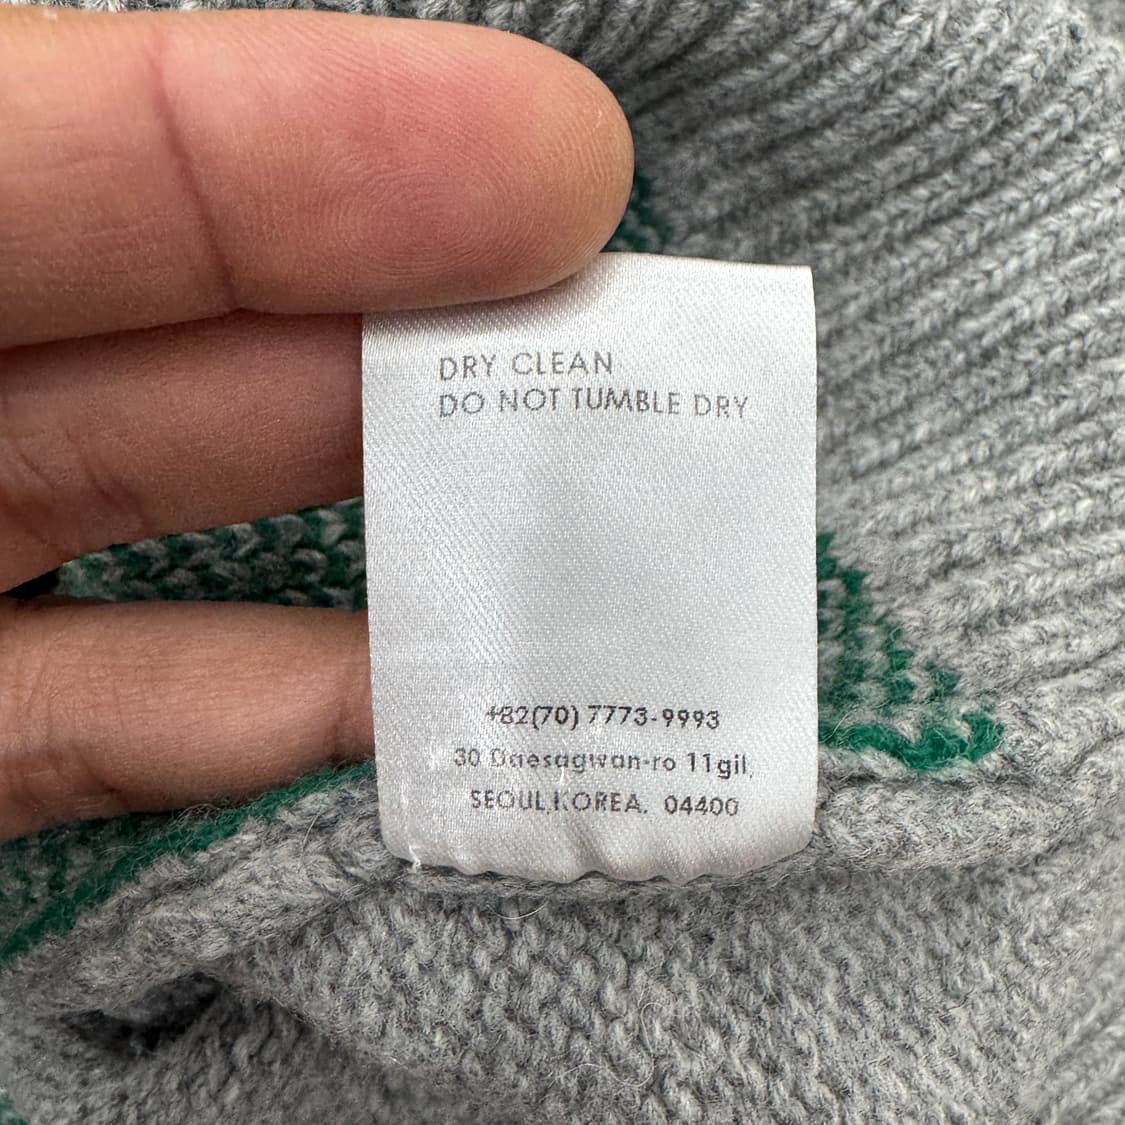 DRY CLEAN
DO NOT TUMBLE DRY
+82(70) 7773-9993
30 Daesagwan-ro 11gil,
SEOUL,KOREA. 04400